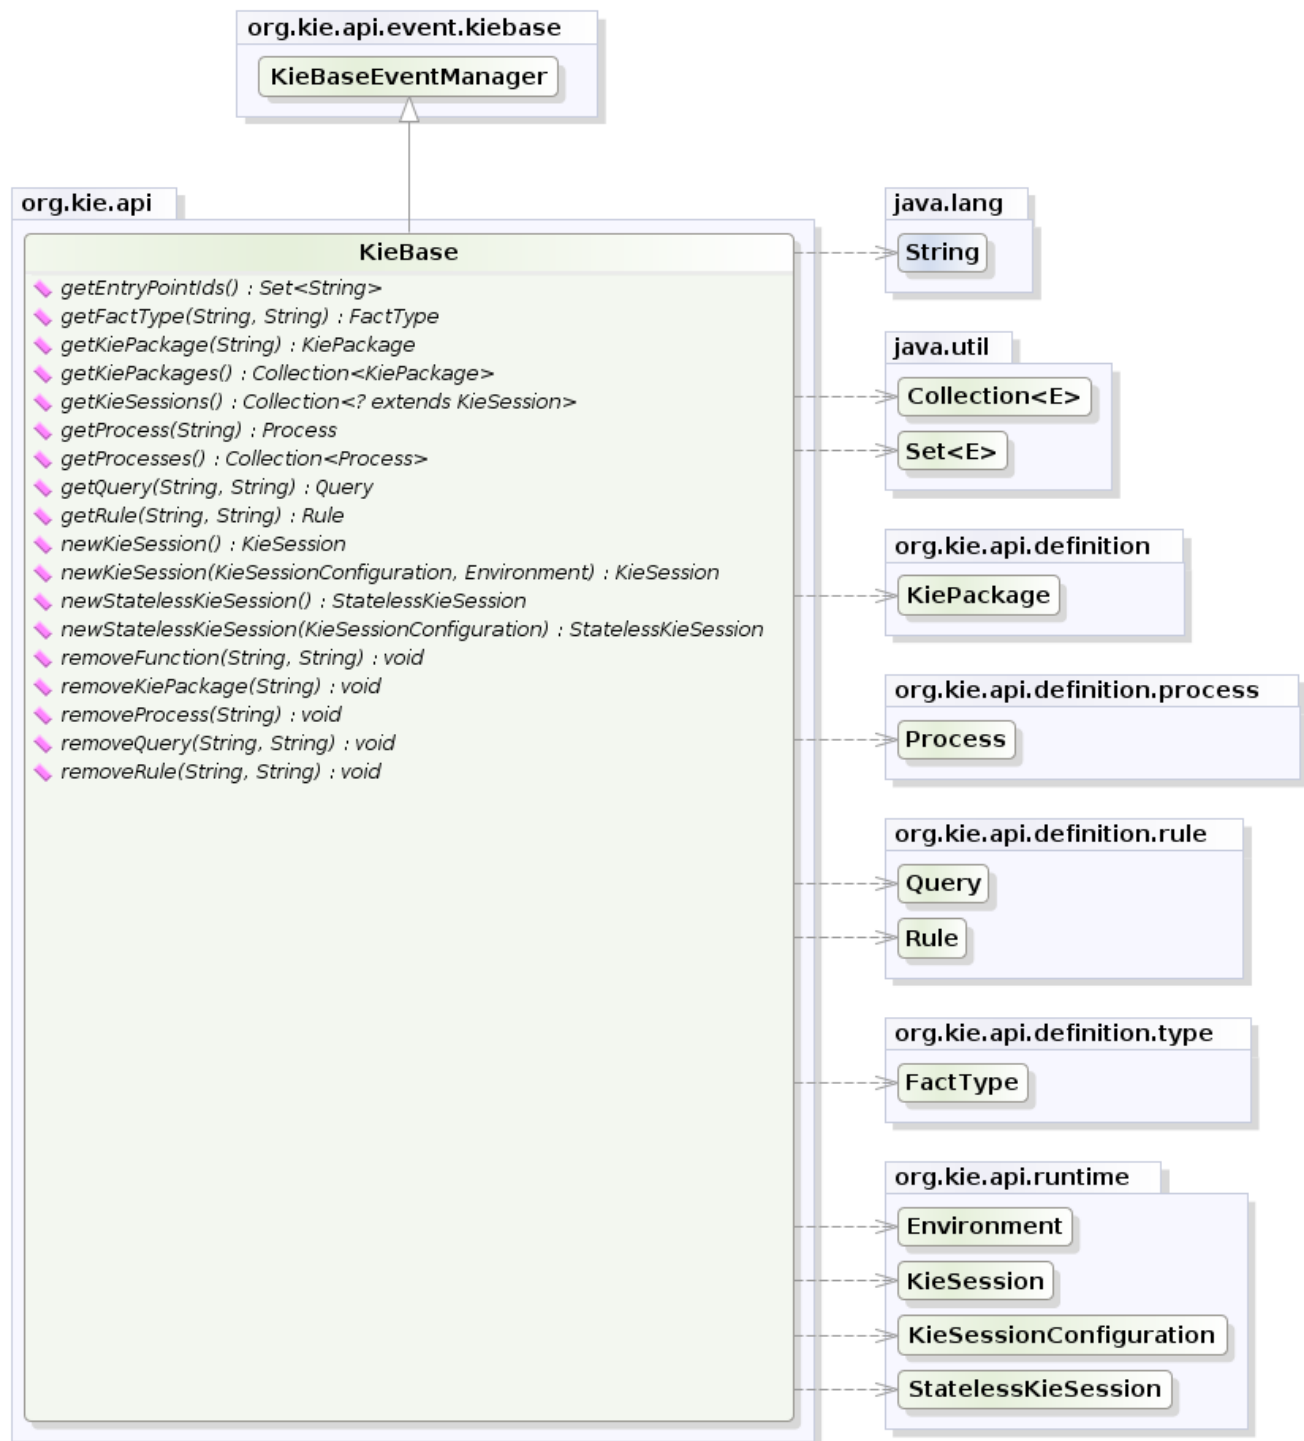 org.kie.api.event.kiebase
KieBaseEventManager
org.kie.api
KieBase
getEntryPointIds() : Set<String>
getFactType(String, String) : FactType
getKiePackage(String) : KiePackage
getKiePackages() : Collection<KiePackage>
getKieSessions() : Collection<? extends KieSession>
getProcess(String) : Process
getProcesses() : Collection<Process>
getQuery(String, String) : Query
getRule(String, String) : Rule
newKieSession() : KieSession
newKieSession(KieSessionConfiguration, Environment) : KieSession
newStatelessKieSession() : StatelessKieSession
newStatelessKieSession(KieSessionConfiguration) : StatelessKieSession
removeFunction(String, String) : void
removeKiePackage(String) : void
removeProcess(String) : void
removeQuery(String, String) : void
removeRule(String, String) : void
java.lang
String
java.util
Collection<E>
Set<E>
org.kie.api.definition
KiePackage
org.kie.api.definition.process
Process
org.kie.api.definition.rule
Query
Rule
org.kie.api.definition.type
FactType
org.kie.api.runtime
Environment
KieSession
KieSessionConfiguration
StatelessKieSession